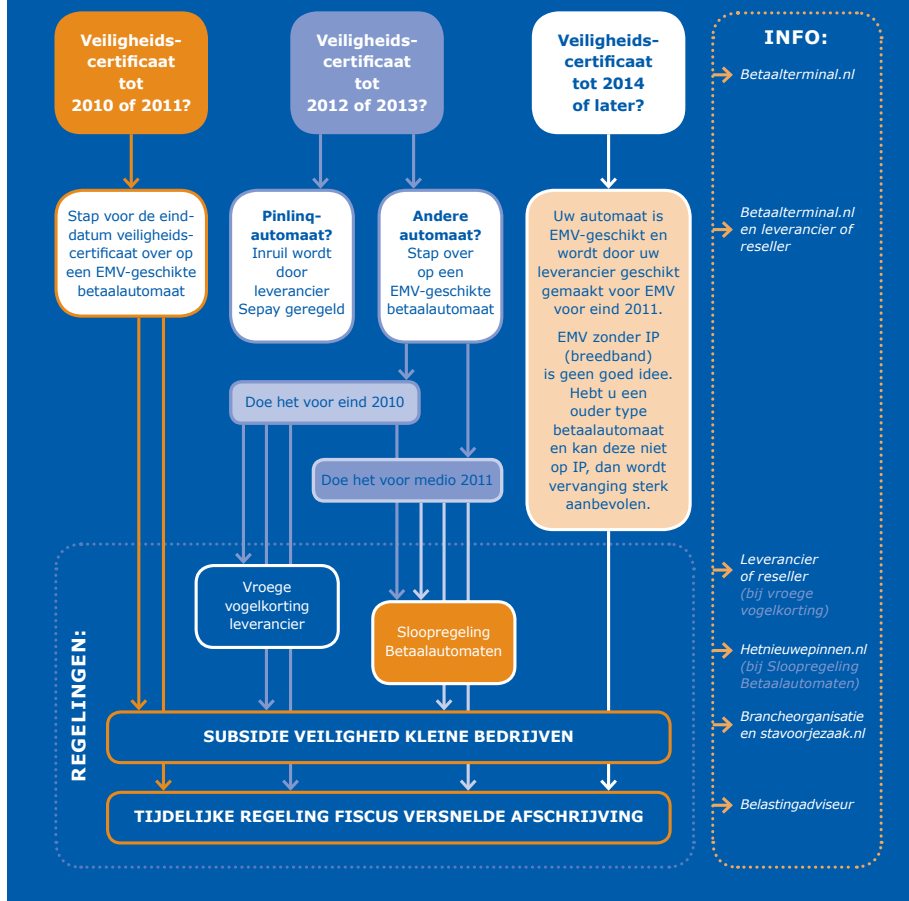 Veiligheids-
certificaat
tot
2010 of 2011?
Veiligheids-
certificaat
tot
2012 of 2013?
Veiligheids-
certificaat
tot 2014
of later?
Stap voor de eind-
datum veiligheids-
certificaat over op
een EMV-geschikte
betaalautomaat
Pinlinq-
automaat?
Inruil wordt
door
leverancier
Sepay geregeld
Andere
automaat?
Stap over
op een
EMV-geschikte
betaalautomaat
Uw automaat is
EMV-geschikt en
wordt door uw
leverancier geschikt
gemaakt voor EMV
voor eind 2011.
EMV zonder IP
(breedband)
is geen goed idee.
Hebt u een
ouder type
betaalautomaat
en kan deze niet
op IP, dan wordt
vervanging sterk
aanbevolen.
Doe het voor eind 2010
Doe het voor medio 2011
REGELINGEN:
Vroege
vogelkorting
leverancier
Sloopregeling
Betaalautomaten
SUBSIDIE VEILIGHEID KLEINE BEDRIJVEN
TIJDELIJKE REGELING FISCUS VERSNELDE AFSCHRIJVING
INFO:
Betaalterminal.nl
Betaalterminal.nl
en leverancier of
reseller
Leverancier
of reseller
(bij vroege
vogelkorting)
Hetnieuwepinnen.nl
(bij Sloopregeling
Betaalautomaten)
Brancheorganisatie
en stavoorjezaak.nl
Belastingadviseur